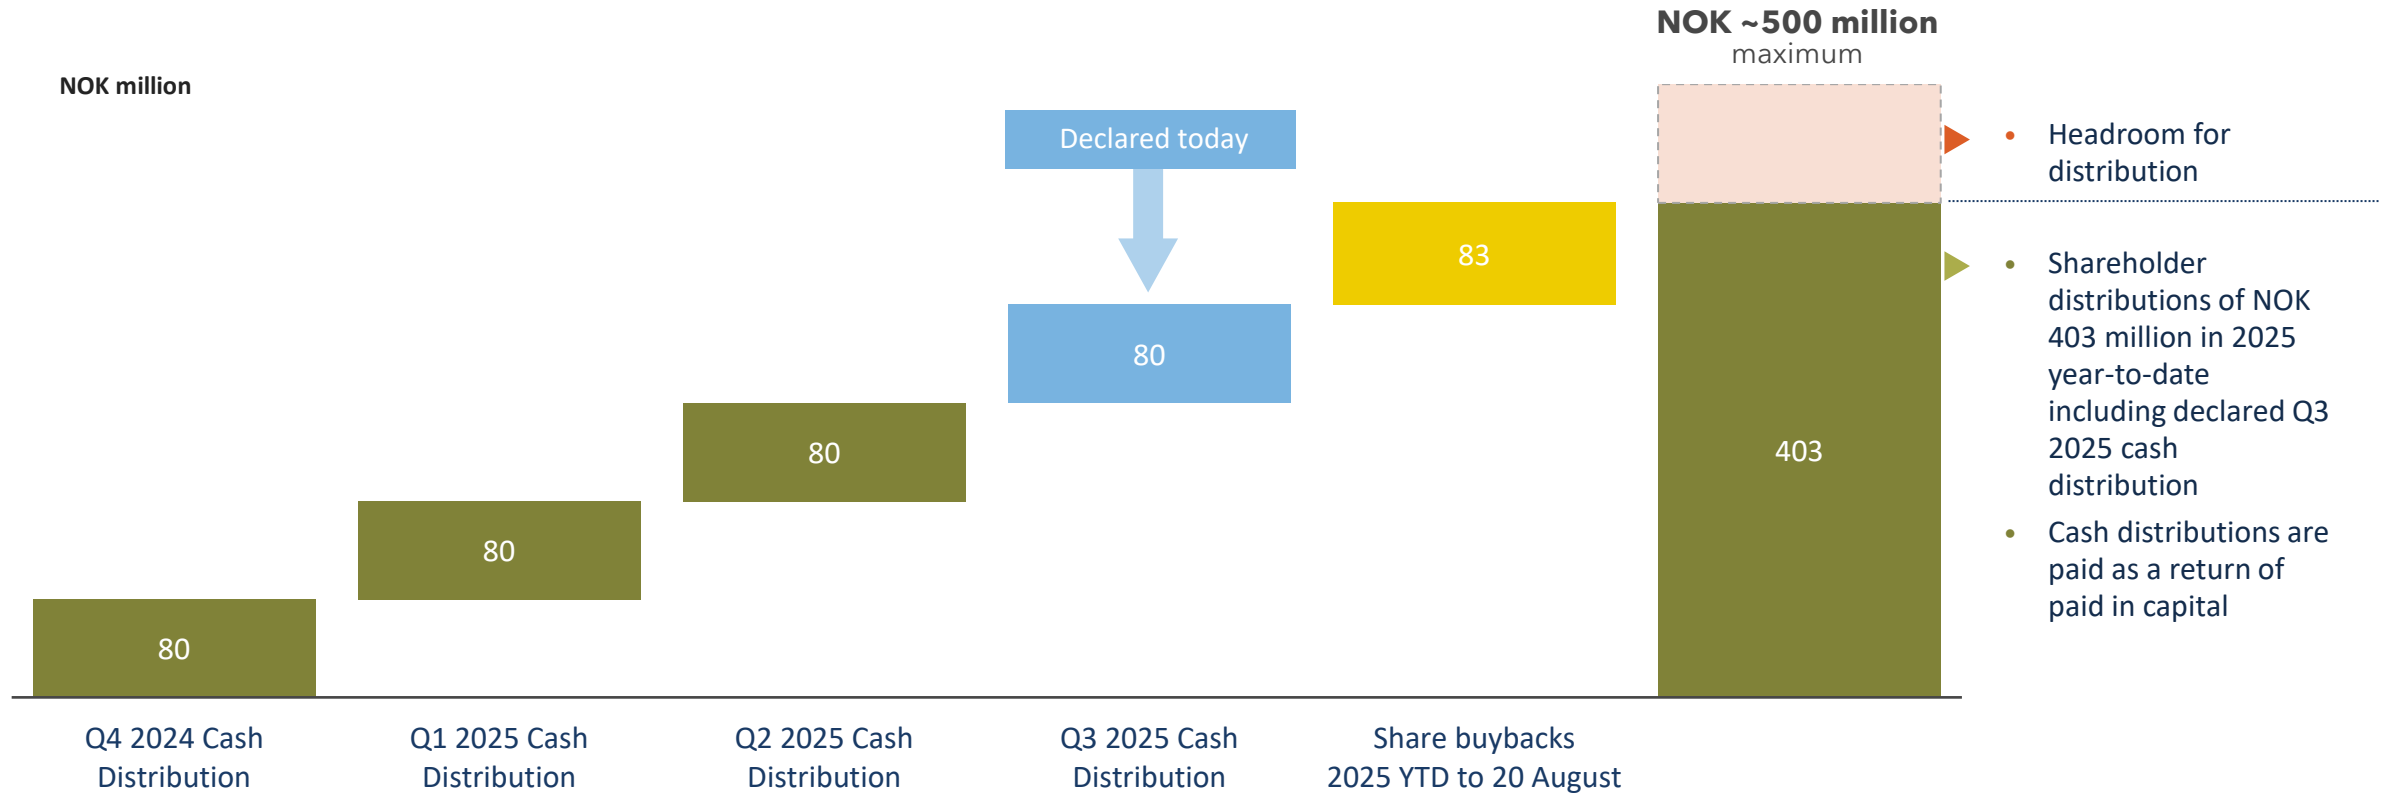 NOK ~500 million
maximum
NOK million
Declared today
80
80
80
80
83
403
Q4 2024 Cash
Distribution
Q1 2025 Cash
Distribution
Q2 2025 Cash
Distribution
Q3 2025 Cash
Distribution
Share buybacks
2025 YTD to 20 August
• Headroom for
distribution
• Shareholder
distributions of NOK
403 million in 2025
year-to-date
including declared Q3
2025 cash
distribution
• Cash distributions are
paid as a return of
paid in capital